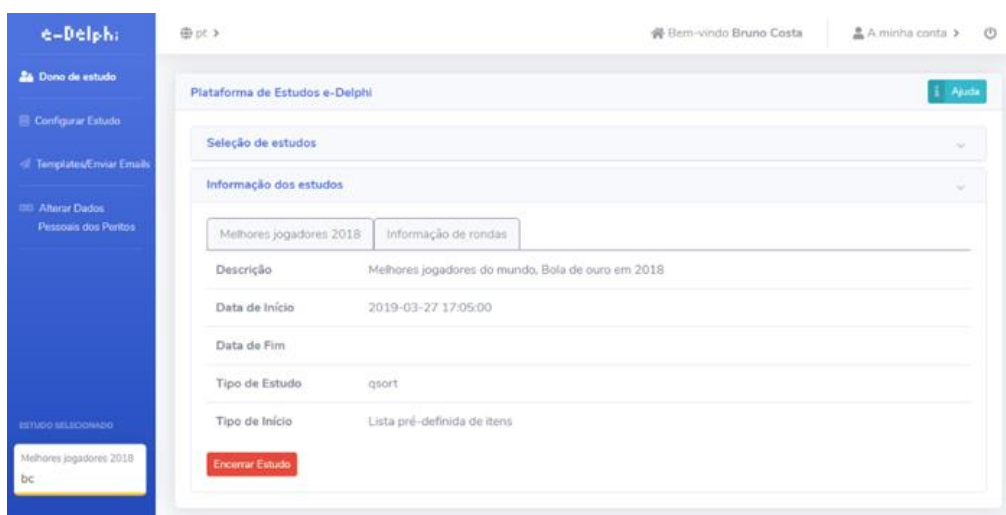 e-Delphi
pt
Bem-vindo Bruno Costa
A minha conta
Dono de estudo
Configurar Estudo
Templates/Enviar Emails
Alterar Dados
Pessoais dos Peritos
ESTUDO SELECIONADO
Melhores jogadores 2018
bc
Plataforma de Estudos e-Delphi
i Ajuda
Seleção de estudos
Informação dos estudos
Melhores jogadores 2018 Informação de rondas
Descrição Melhores jogadores do mundo, Bola de ouro em 2018
Data de Início 2019-03-27 17:05:00
Data de Fim
Tipo de Estudo qsort
Tipo de Início Lista pré-definida de itens
Encerrar Estudo